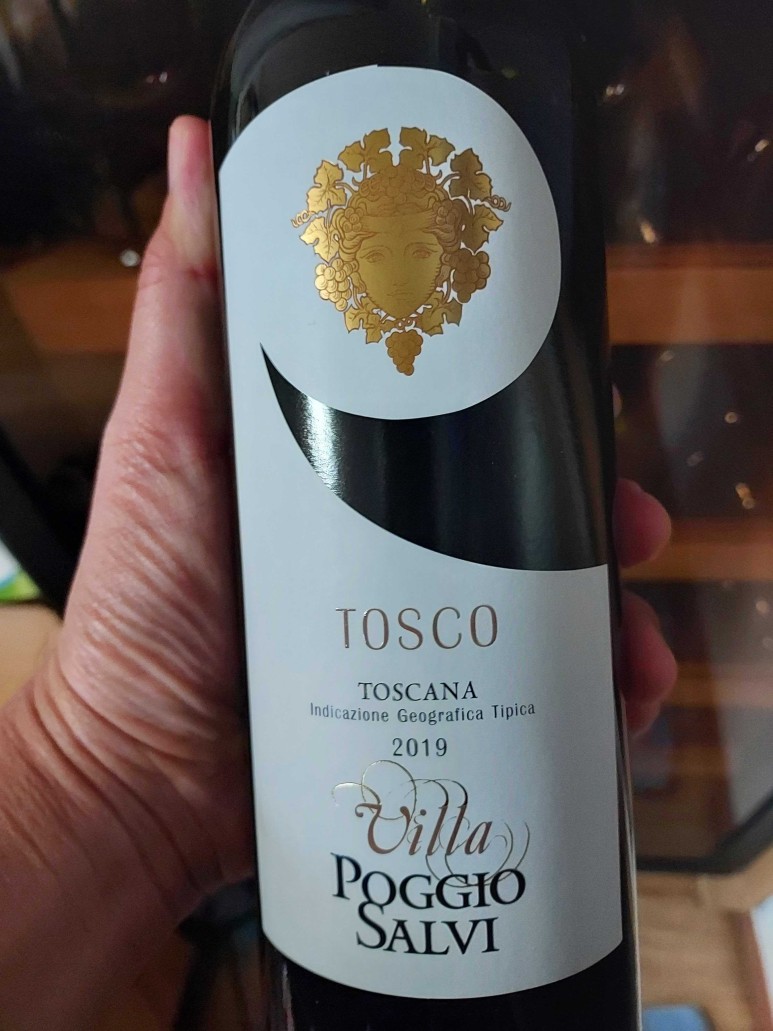 TOSCO
TOSCANA
Indicazione Geografica Tipica
2019
Villa
POGGIO
SALVI